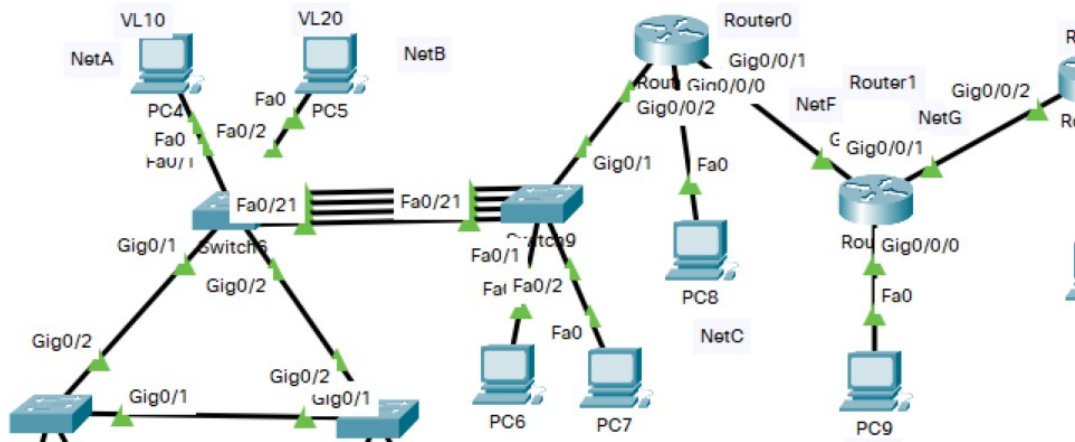 VL10
VL20
Router0
NetA
NetB
Gig0/0/1
Router1
PC4
Fa0
PC5
Gig0/0/0
Gig0/0/2
NetF
Gig0/0/2
NetG
Fa0
Fa0/2
Gig0/0/1
Fa0/1
Gig0/1
Fa0
Fa0/21
Fa0/21
Switch6
Switch9
Gig0/1
Gig0/2
Fa0/1
Fa0/2
PC8
Gig0/0/0
Fa0
Fa0
NetC
Gig0/2
Gig0/2
Gig0/1
Gig0/1
PC6
PC7
PC9